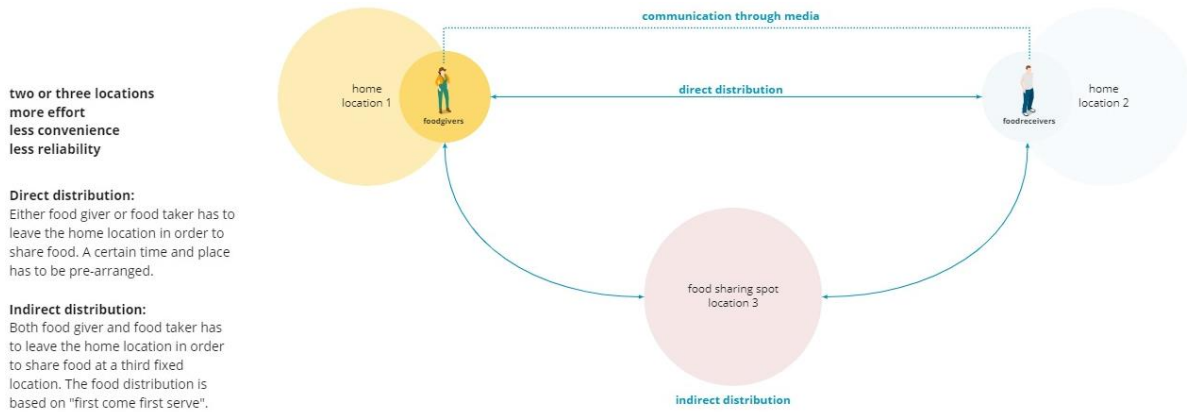 two or three locations
more effort
less convenience
less reliability
Direct distribution:
Either food giver or food taker has to
leave the home location in order to
share food. A certain time and place
has to be pre-arranged.
Indirect distribution:
Both food giver and food taker has
to leave the home location in order
to share food at a third fixed
location. The food distribution is
based on "first come first serve".
communication through media
home
location 1
foodgivers
direct distribution
foodreceivers
home
location 2
food sharing spot
location 3
indirect distribution